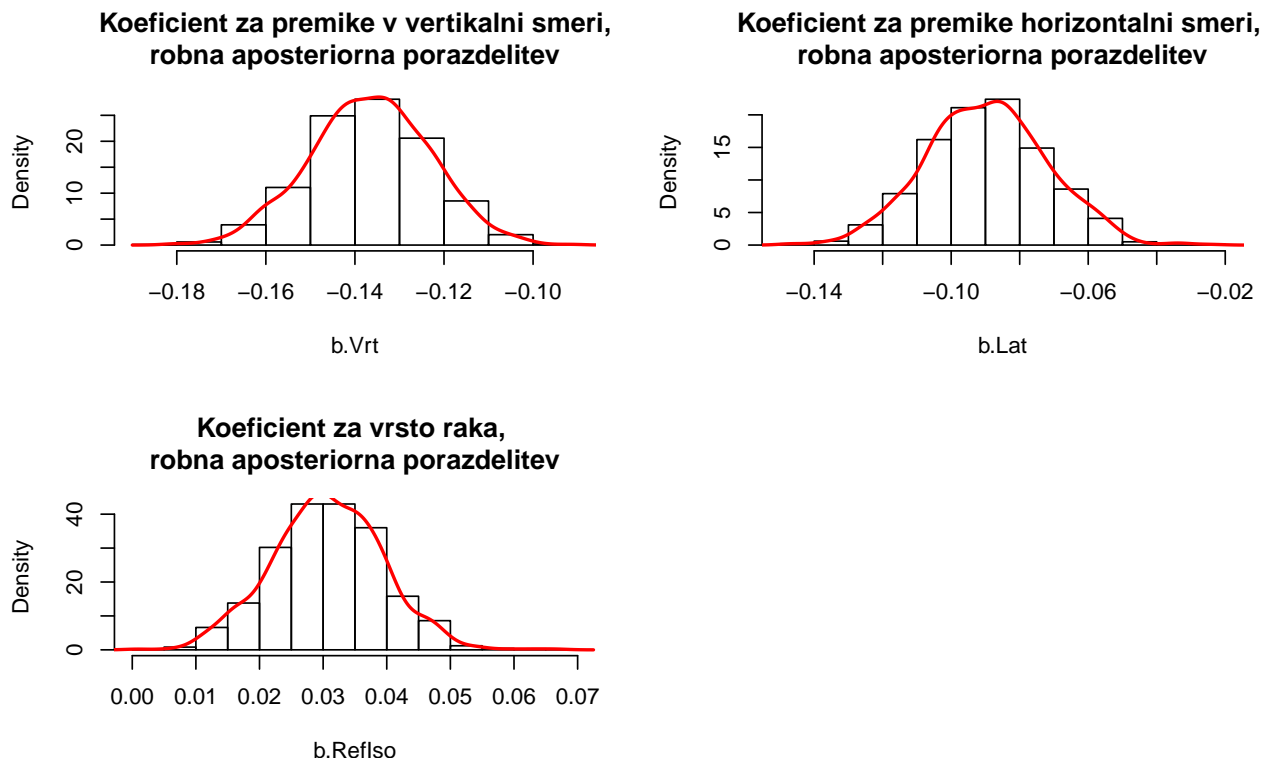 Koeficient za premike v vertikalni smeri,
robna aposteriorna porazdelitev
Density
0 10 20
−0.18 −0.16 −0.14 −0.12 −0.10
b.Vrt
Koeficient za premike horizontalni smeri,
robna aposteriorna porazdelitev
Density
0 5 15
−0.14 −0.10 −0.06 −0.02
b.Lat
Koeficient za vrsto raka,
robna aposteriorna porazdelitev
Density
0 20 40
0.00 0.01 0.02 0.03 0.04 0.05 0.06 0.07
b.RefIso